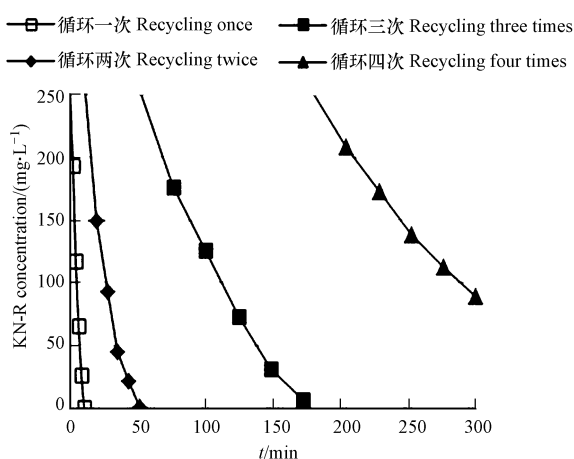 循环一次 Recycling once
循环三次 Recycling three times
循环两次 Recycling twice
循环四次 Recycling four times
KN-R concentration/(mg·L⁻¹)
250
200
150
100
50
0
0 50 100 150 200 250 300
t/min